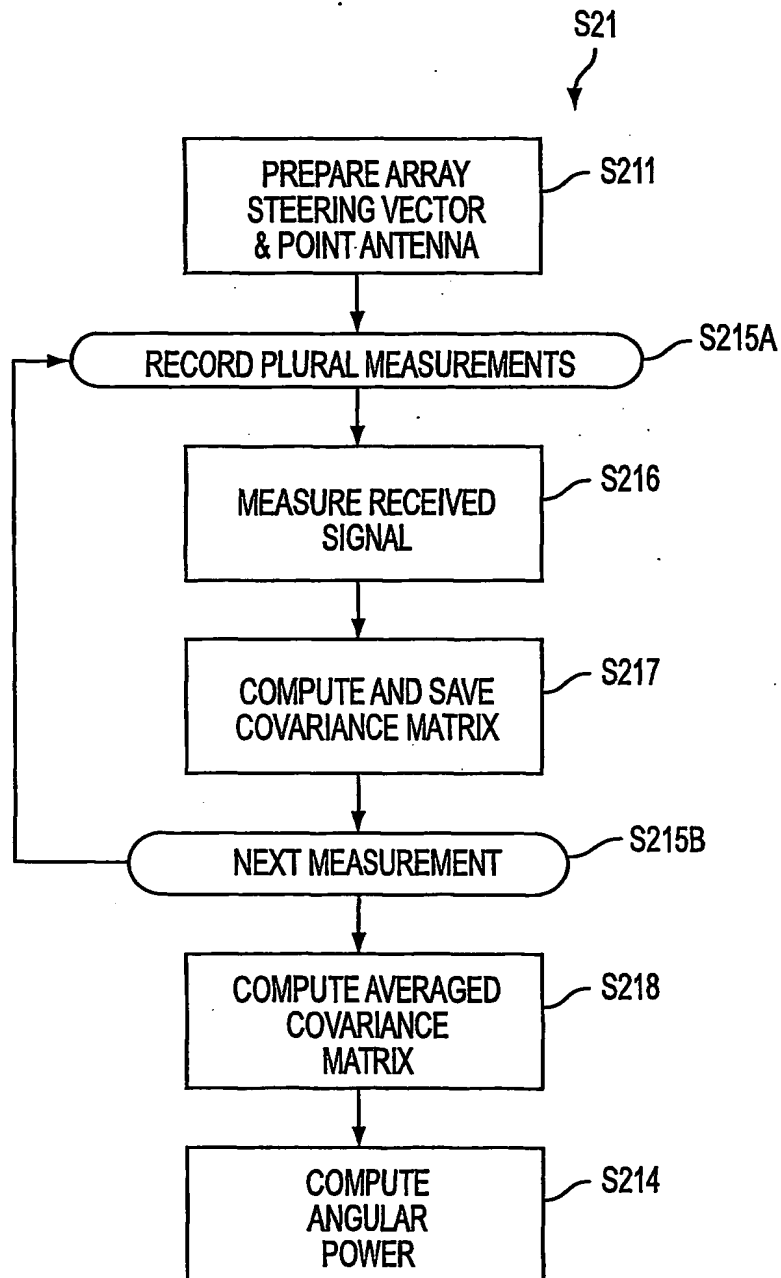 S21
PREPARE ARRAY
STEERING VECTOR
& POINT ANTENNA
S211
RECORD PLURAL MEASUREMENTS
S215A
MEASURE RECEIVED
SIGNAL
S216
COMPUTE AND SAVE
COVARIANCE MATRIX
S217
NEXT MEASUREMENT
S215B
COMPUTE AVERAGED
COVARIANCE
MATRIX
S218
COMPUTE
ANGULAR
POWER
S214